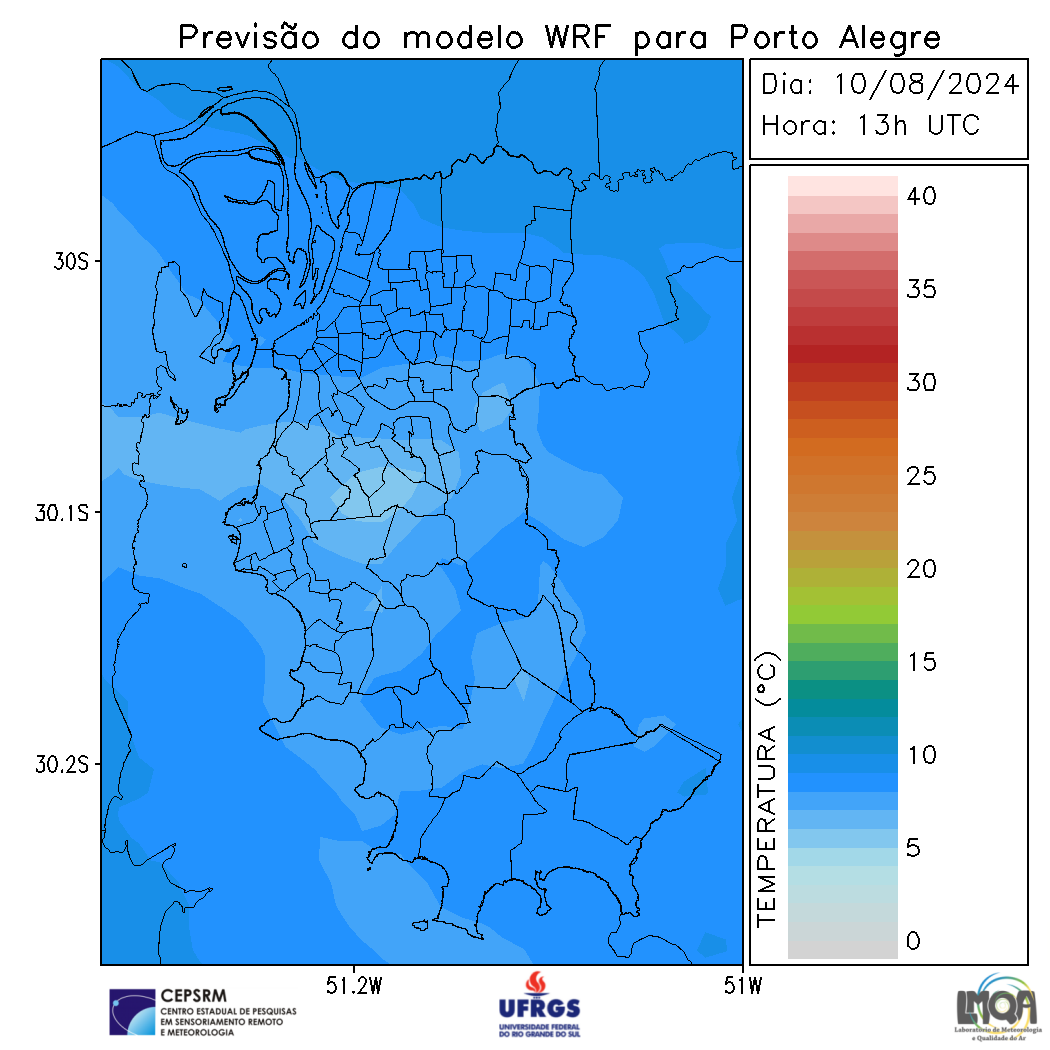 Previsão do modelo WRF para Porto Alegre
Dia: 10/08/2024
Hora: 13h UTC
40
35
30
25
20
15
10
5
0
TEMPERATURA (°C)
30S
30.1S
30.2S
51.2W
51W
CEPSRM
CENTRO ESTADUAL DE PESQUISAS
EM SENSORIAMENTO REMOTO
E METEOROLOGIA
UFRGS
UNIVERSIDADE FEDERAL
DO RIO GRANDE DO SUL
LMQA
Laboratório de Meteorologia
e Qualidade do Ar